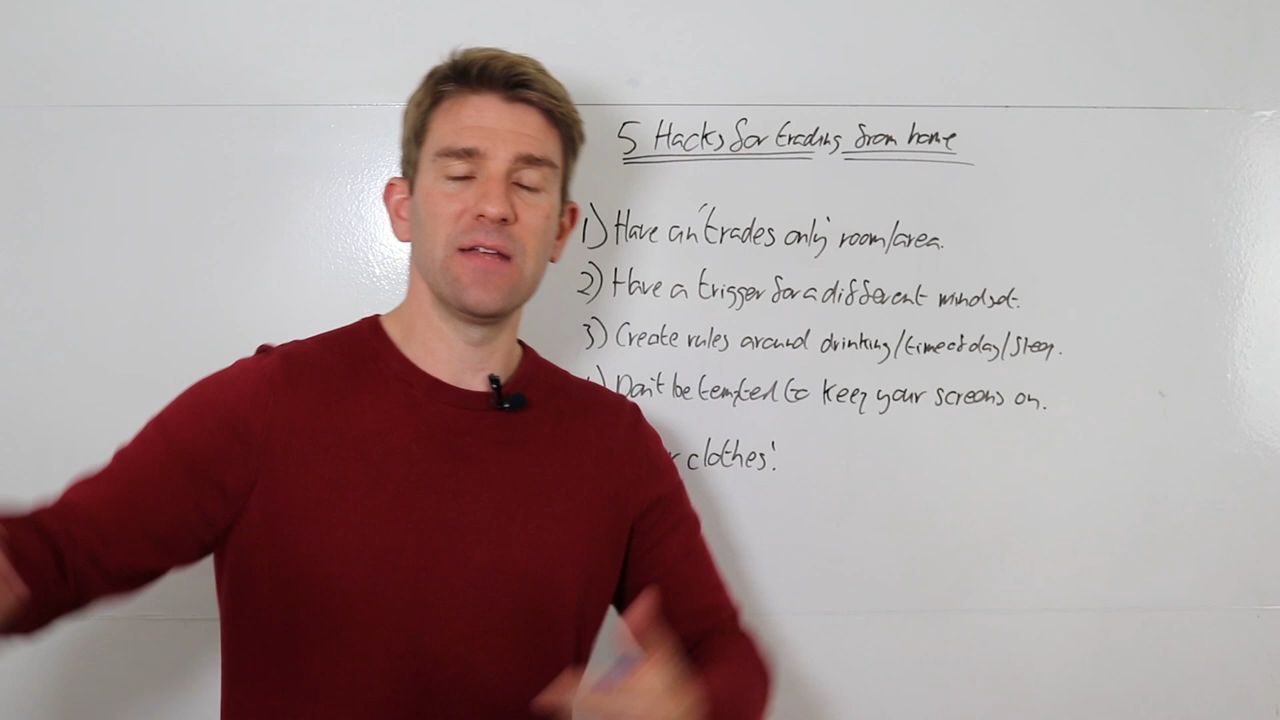 5 Hacks for trading from home
1) Have an 'trades only' room/area.
2) Have a trigger for a different mindset.
3) Create rules around drinking/time of day/sleep.
) Don't be tempted to keep your screens on.
r clothes!